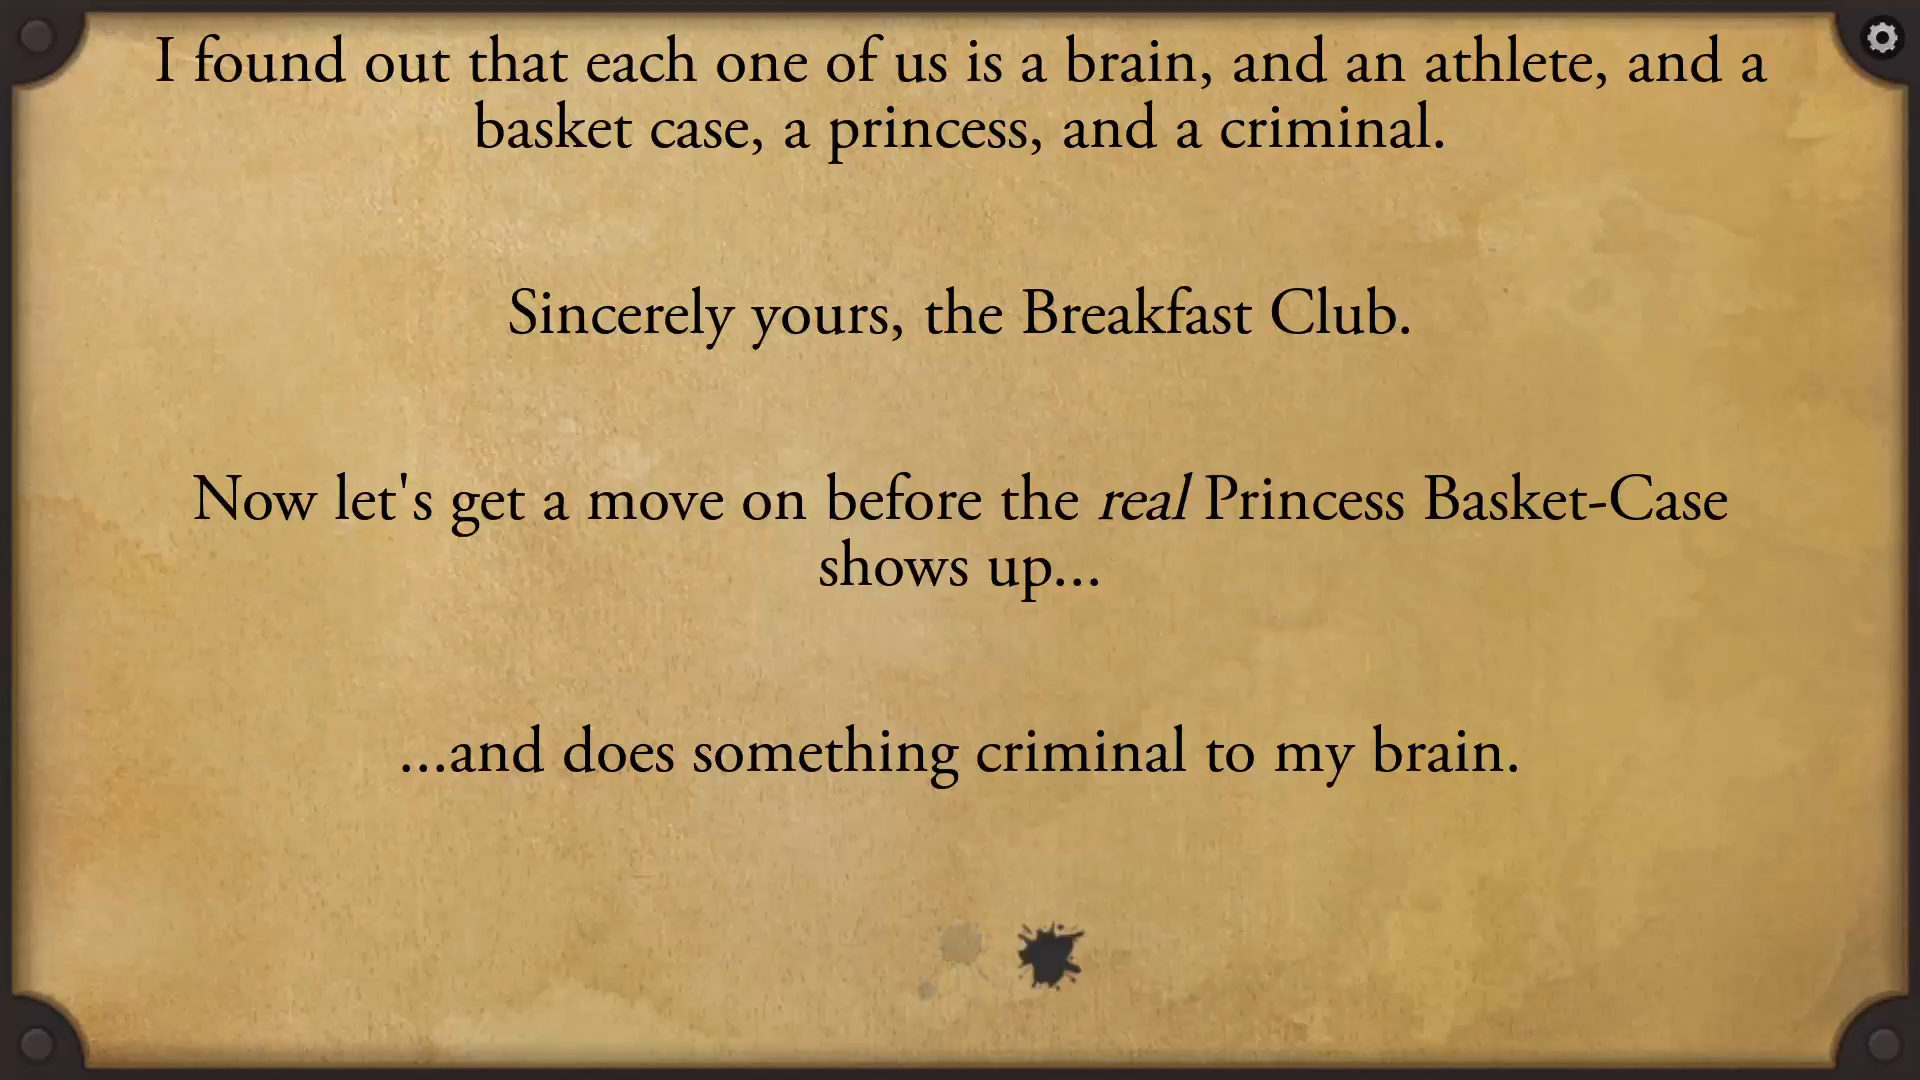 I found out that each one of us is a brain, and an athlete, and a
basket case, a princess, and a criminal.
Sincerely yours, the Breakfast Club.
Now let's get a move on before the real Princess Basket-Case
shows up...
...and does something criminal to my brain.